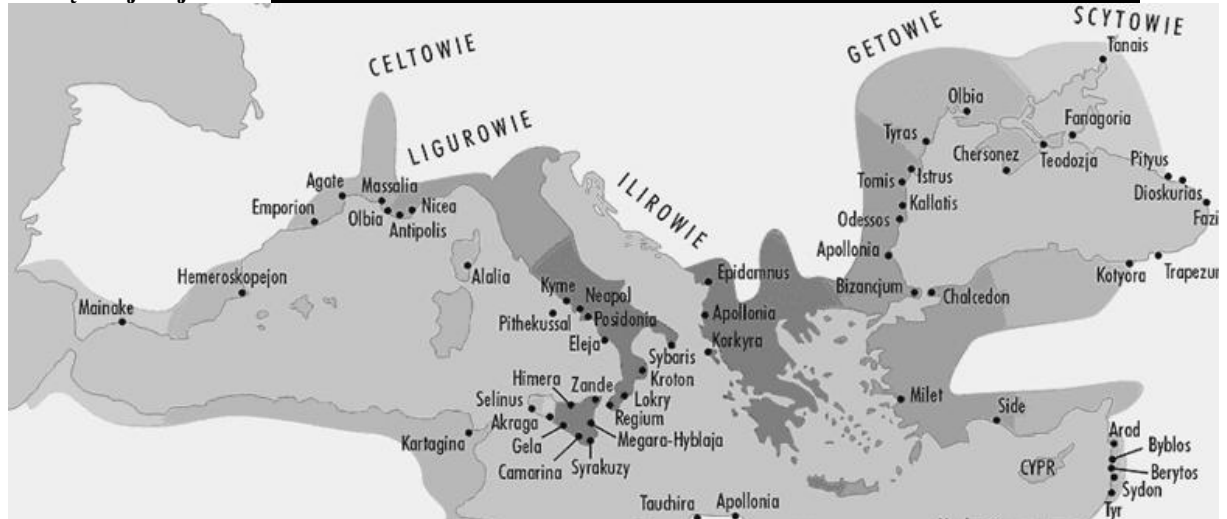 CELTOWIE
LIGUROWIE
ILIROWIE
GETOWIE
SCYTOWIE
Tanais
Olbia
Fanagoria
Tyras
Chersonez
Teodozja
Pityus
Dioskurias
Fazi
Istrus
Tomis
Kallatis
Odessos
Apollonia
Kotyora
Trapezun
Bizancjum
Chalcedon
Agate
Massalia
Emporion
Olbia
Nicea
Antipolis
Hemeroskopejon
Alalia
Mainake
Kyme
Neapol
Pithekussal
Posidonia
Eleja
Epidamnus
Apollonia
Korkyra
Sybaris
Kroton
Himera
Zande
Lokry
Selinus
Regium
Akraga
Megara-Hyblaja
Kartagina
Gela
Camarina
Syrakuzy
Milet
Side
Arad
Byblos
CYPR
Berytos
Sydon
Tyr
Tauchira
Apollonia